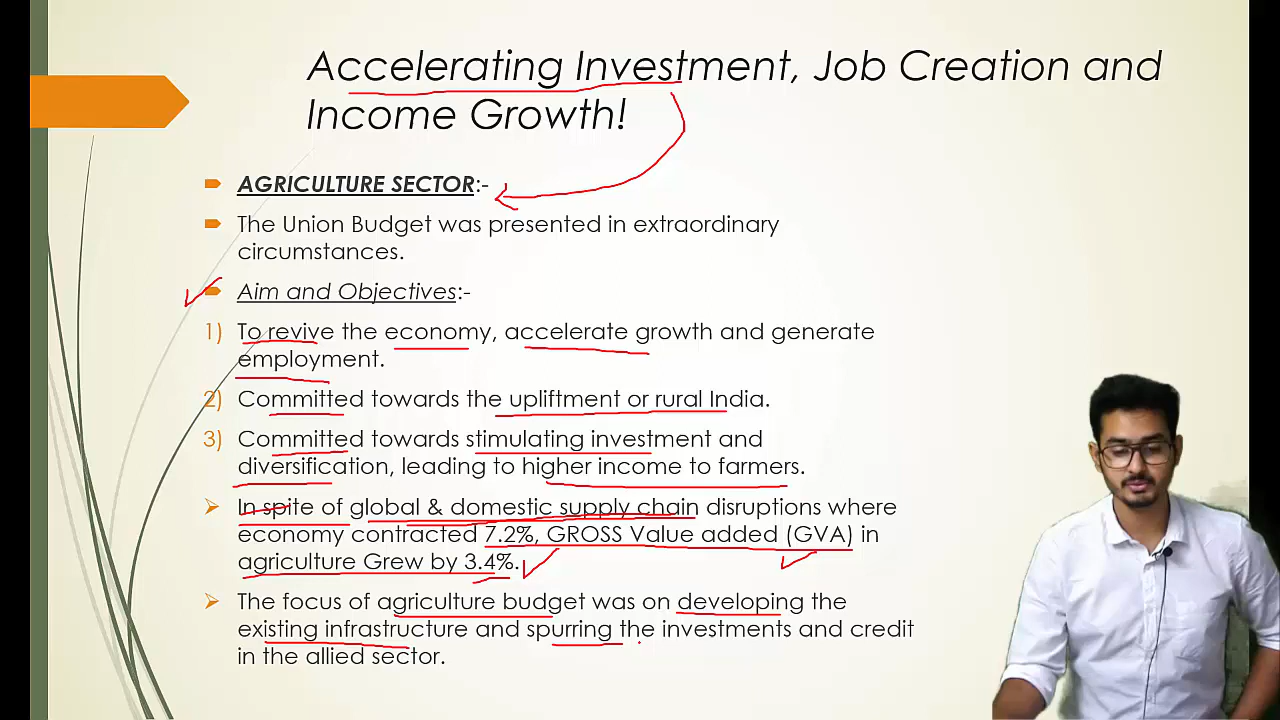 Accelerating Investment, Job Creation and
Income Growth!
AGRICULTURE SECTOR:-
The Union Budget was presented in extraordinary
circumstances.
Aim and Objectives:-
1) To revive the economy, accelerate growth and generate
employment.
2) Committed towards the upliftment or rural India.
3) Committed towards stimulating investment and
diversification, leading to higher income to farmers.
In spite of global & domestic supply chain disruptions where
economy contracted 7.2%, GROSS Value added (GVA) in
agriculture Grew by 3.4%.
The focus of agriculture budget was on developing the
existing infrastructure and spurring the investments and credit
in the allied sector.